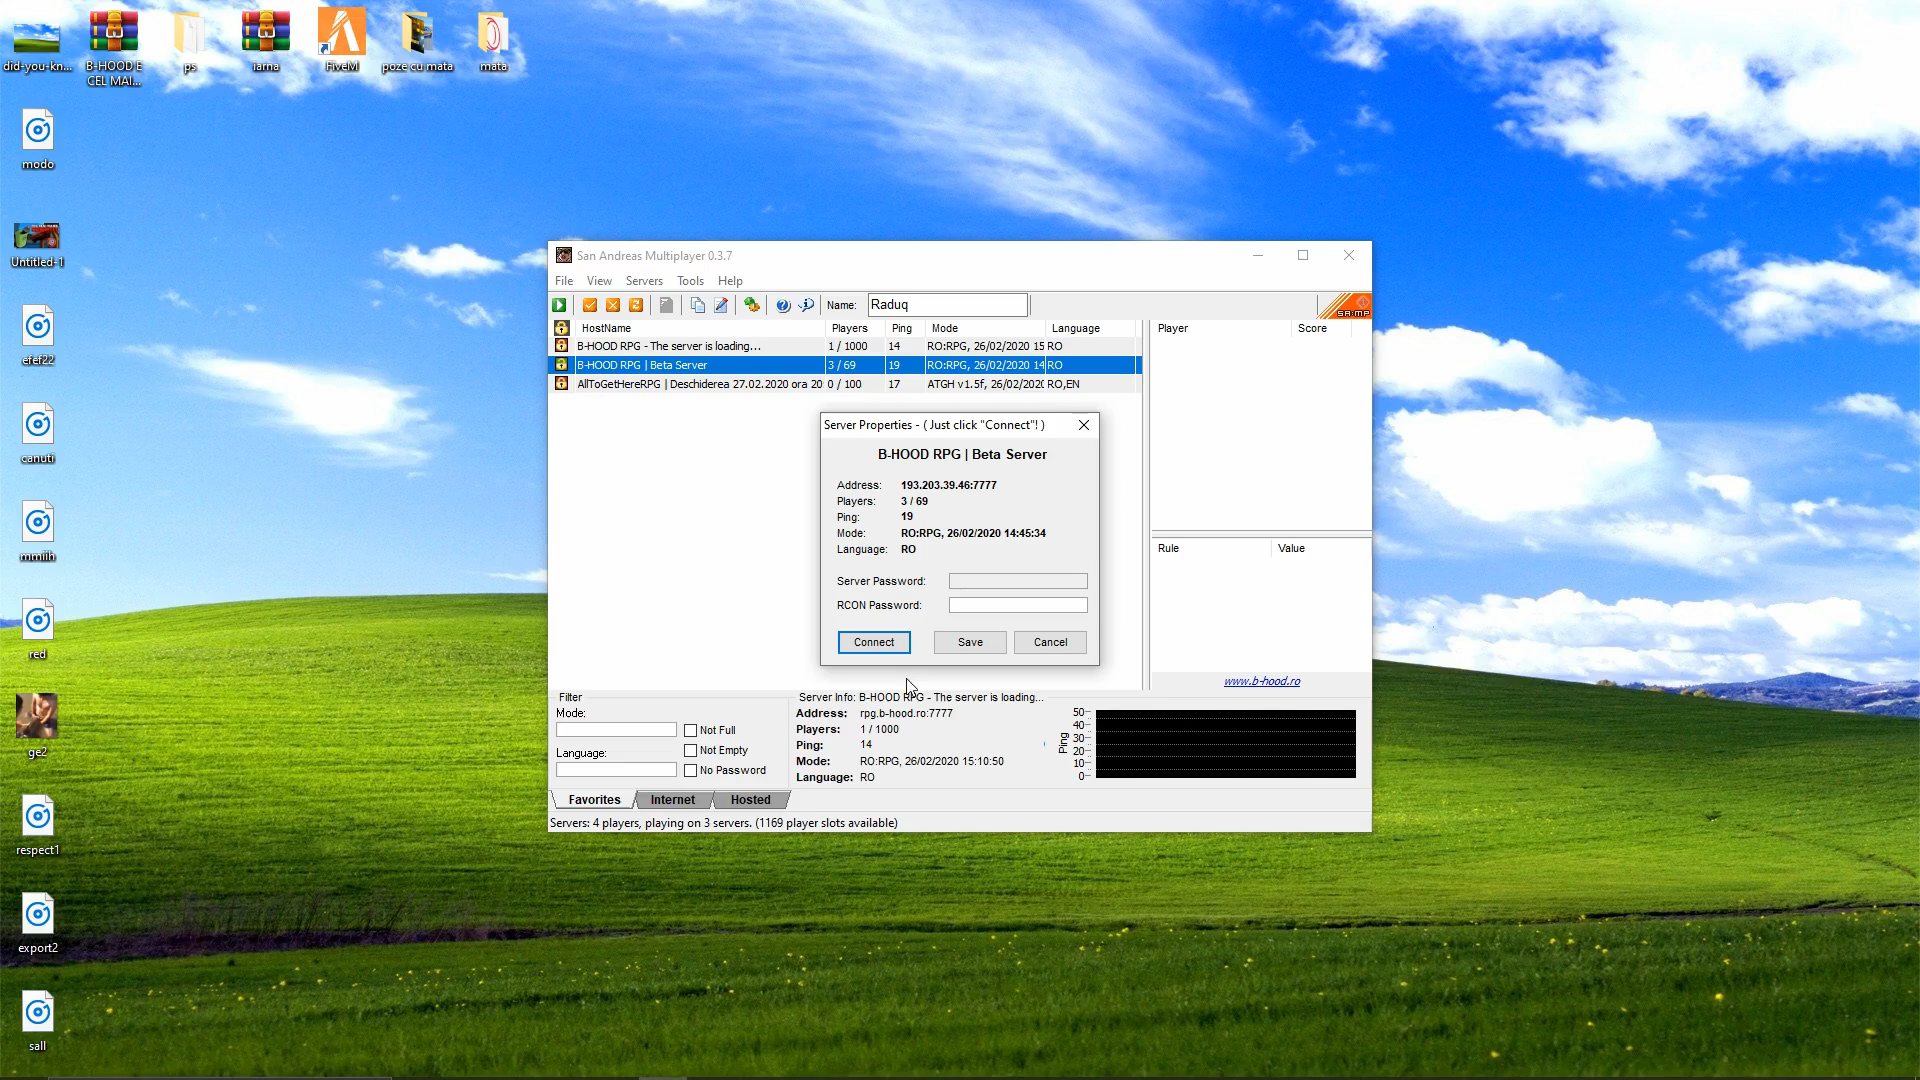 did-you-kn...
B-HOOD E CEL MAI...
ps
iarna
FiveM
poze cu mata
mata
modo
Untitled-1
efef22
canuti
mmiih
red
ge2
respect1
export2
sall
San Andreas Multiplayer 0.3.7
File View Servers Tools Help
Name: Raduq
SA:MP
HostName Players Ping Mode Language
B-HOOD RPG - The server is loading... 1 / 1000 14 RO:RPG, 26/02/2020 15 RO
B-HOOD RPG | Beta Server 3 / 69 19 RO:RPG, 26/02/2020 14 RO
AllToGetHereRPG | Deschiderea 27.02.2020 ora 20 0 / 100 17 ATGH v1.5f, 26/02/2020 RO,EN
Player Score
Rule Value
www.b-hood.ro
Server Properties - ( Just click "Connect"! )
B-HOOD RPG | Beta Server
Address: 193.203.39.46:7777
Players: 3 / 69
Ping: 19
Mode: RO:RPG, 26/02/2020 14:45:34
Language: RO
Server Password:
RCON Password:
Connect Save Cancel
Filter
Mode:
Not Full
Not Empty
Language:
No Password
Server Info: B-HOOD RPG - The server is loading...
Address: rpg.b-hood.ro:7777
Players: 1 / 1000
Ping: 14
Mode: RO:RPG, 26/02/2020 15:10:50
Language: RO
Ping
50
40
30
20
10
0
Favorites Internet Hosted
Servers: 4 players, playing on 3 servers. (1169 player slots available)